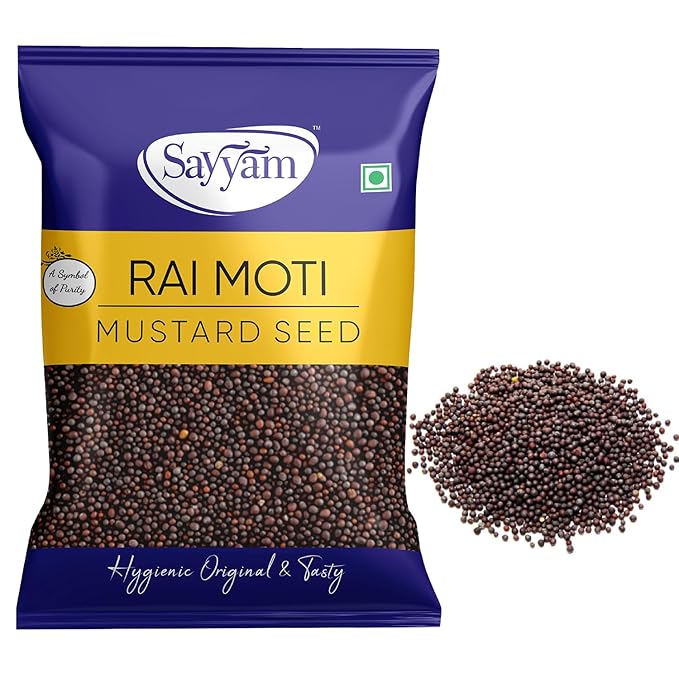 Sayyam
TM
A Symbol
of Purity
RAI MOTI
MUSTARD SEED
Hygienic Original & Tasty